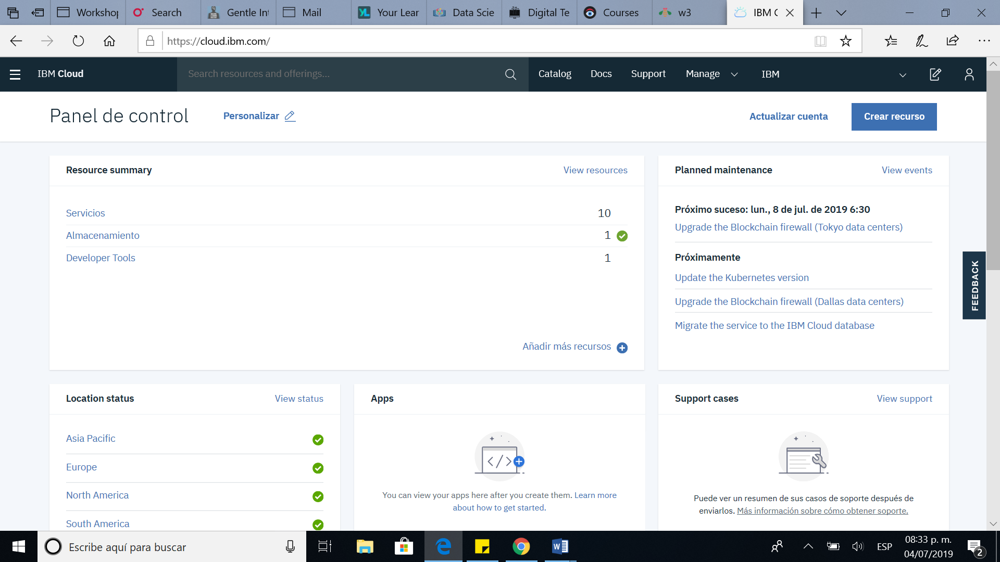 Workshop
Search
Gentle Int
Mail
Your Lear
Data Scie
Digital Te
Courses
w3
IBM C
https://cloud.ibm.com/
IBM Cloud
Search resources and offerings...
Catalog
Docs
Support
Manage
IBM
Panel de control
Personalizar
Actualizar cuenta
Crear recurso
Resource summary
View resources
Servicios 10
Almacenamiento 1
Developer Tools 1
Añadir más recursos
Planned maintenance
View events
Próximo suceso: lun., 8 de jul. de 2019 6:30
Upgrade the Blockchain firewall (Tokyo data centers)
Próximamente
Update the Kubernetes version
Upgrade the Blockchain firewall (Dallas data centers)
Migrate the service to the IBM Cloud database
FEEDBACK
Location status
View status
Asia Pacific
Europe
North America
South America
Apps
</>
You can view your apps here after you create them. Learn more
about how to get started.
Support cases
View support
Puede ver un resumen de sus casos de soporte después de
enviarlos. Más información sobre cómo obtener soporte.
Escribe aquí para buscar
ESP
08:33 p. m.
04/07/2019
2